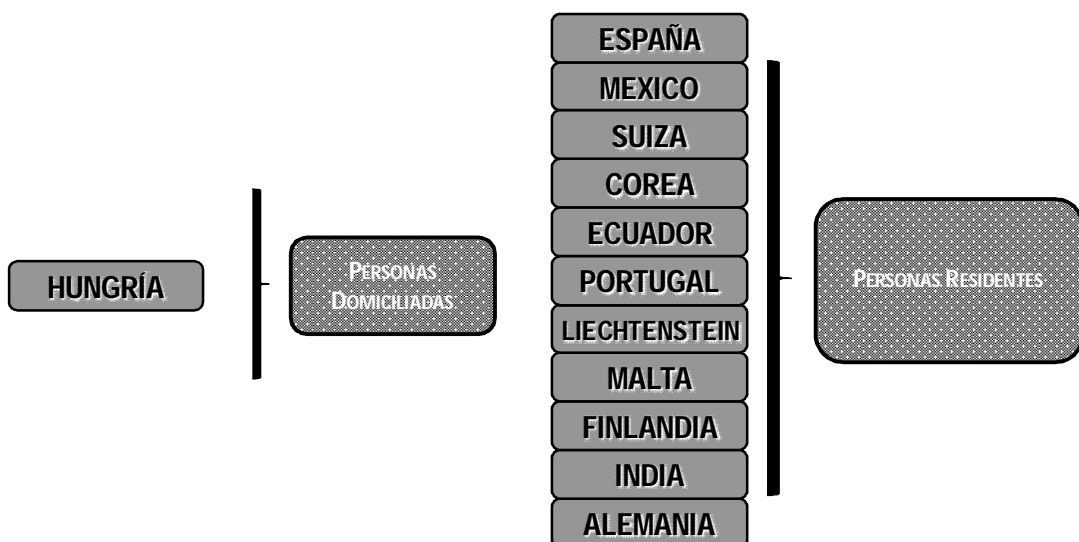 HUNGRÍA
PERSONAS
DOMICILIADAS
ESPAÑA
MEXICO
SUIZA
COREA
ECUADOR
PORTUGAL
LIECHTENSTEIN
MALTA
FINLANDIA
INDIA
ALEMANIA
PERSONAS RESIDENTES